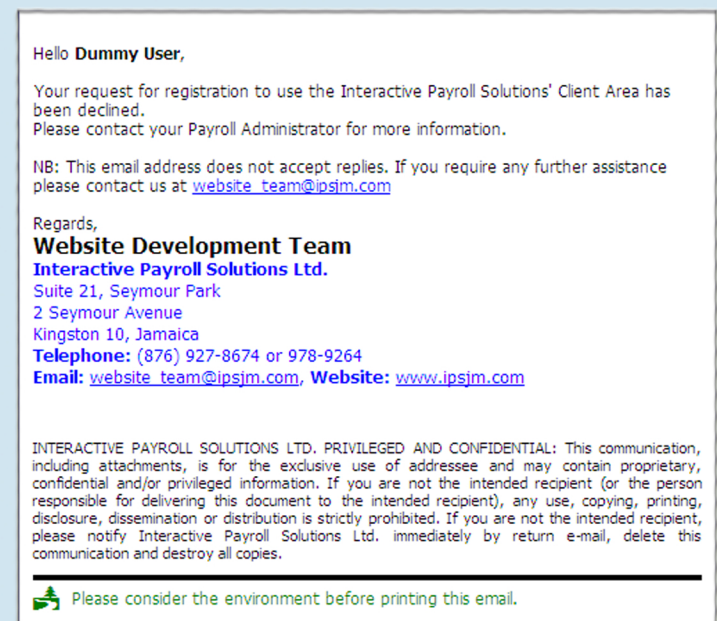 Hello Dummy User,
Your request for registration to use the Interactive Payroll Solutions' Client Area has
been declined.
Please contact your Payroll Administrator for more information.
NB: This email address does not accept replies. If you require any further assistance
please contact us at website_team@ipsjm.com
Regards,
Website Development Team
Interactive Payroll Solutions Ltd.
Suite 21, Seymour Park
2 Seymour Avenue
Kingston 10, Jamaica
Telephone: (876) 927-8674 or 978-9264
Email: website_team@ipsjm.com, Website: www.ipsjm.com
INTERACTIVE PAYROLL SOLUTIONS LTD. PRIVILEGED AND CONFIDENTIAL: This communication,
including attachments, is for the exclusive use of addressee and may contain proprietary,
confidential and/or privileged information. If you are not the intended recipient (or the person
responsible for delivering this document to the intended recipient), any use, copying, printing,
disclosure, dissemination or distribution is strictly prohibited. If you are not the intended recipient,
please notify Interactive Payroll Solutions Ltd. immediately by return e-mail, delete this
communication and destroy all copies.
Please consider the environment before printing this email.